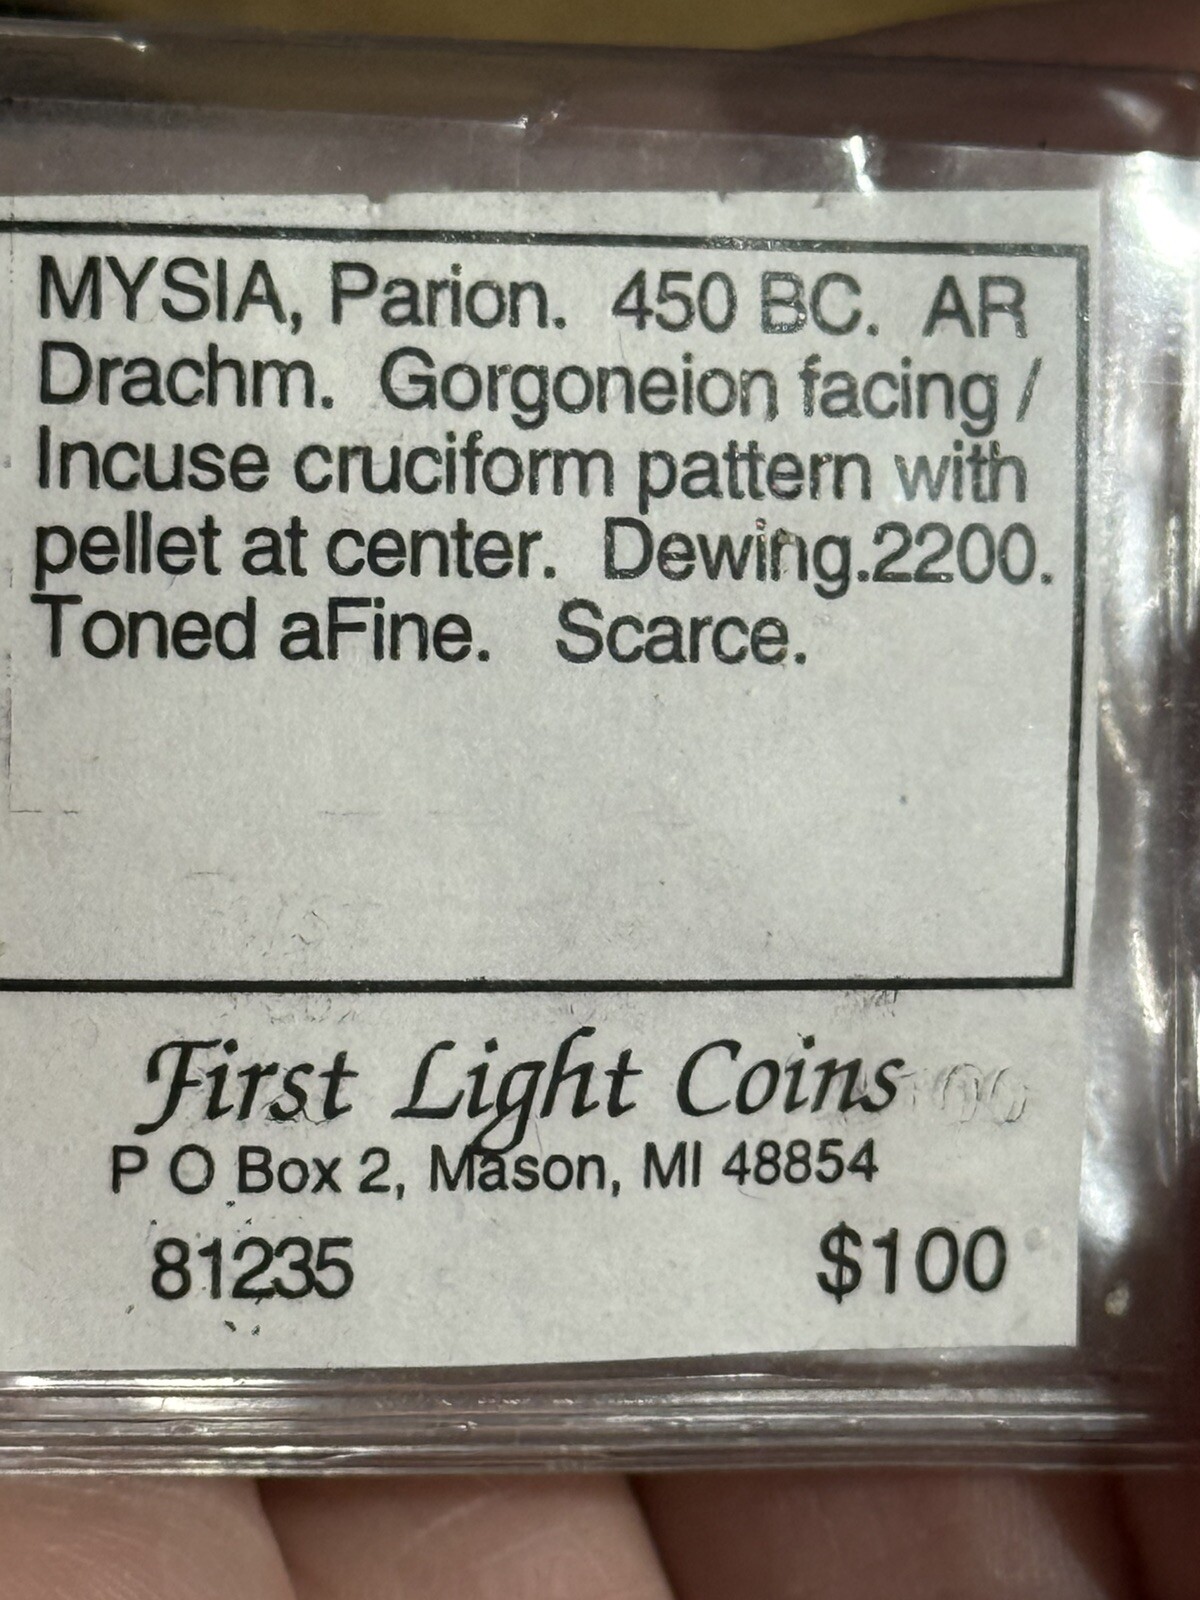 MYSIA, Parion. 450 BC. AR
Drachm. Gorgoneion facing /
Incuse cruciform pattern with
pellet at center. Dewing.2200.
Toned aFine. Scarce.
First Light Coins
P O Box 2, Mason, MI 48854
81235 $100